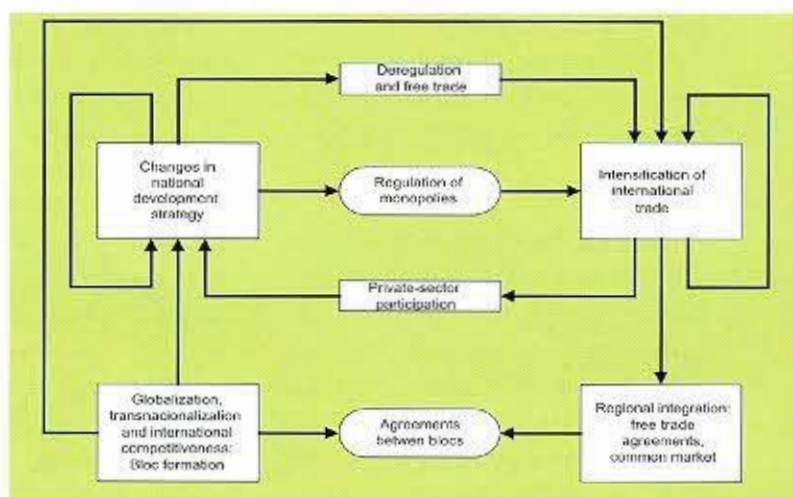 Deregulation
and free trade
Changes in
national
development
strategy
Regulation of
monopolies
Intensification of
international
trade
Private-sector
participation
Globalization,
transnacionalization
and international
competitiveness:
Bloc formation
Agreements
betwen blocs
Regional integration:
free trade
agreements,
common market